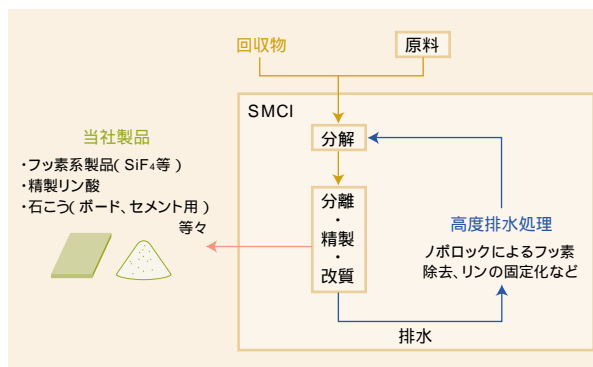 回収物
原料
SMCI
分解
分離
・
精製
・
改質
当社製品
・フッ素系製品（SiF₄等）
・精製リン酸
・石こう（ボード、セメント用）
等々
高度排水処理
ノポロックによるフッ素
除去、リンの固定化など
排水